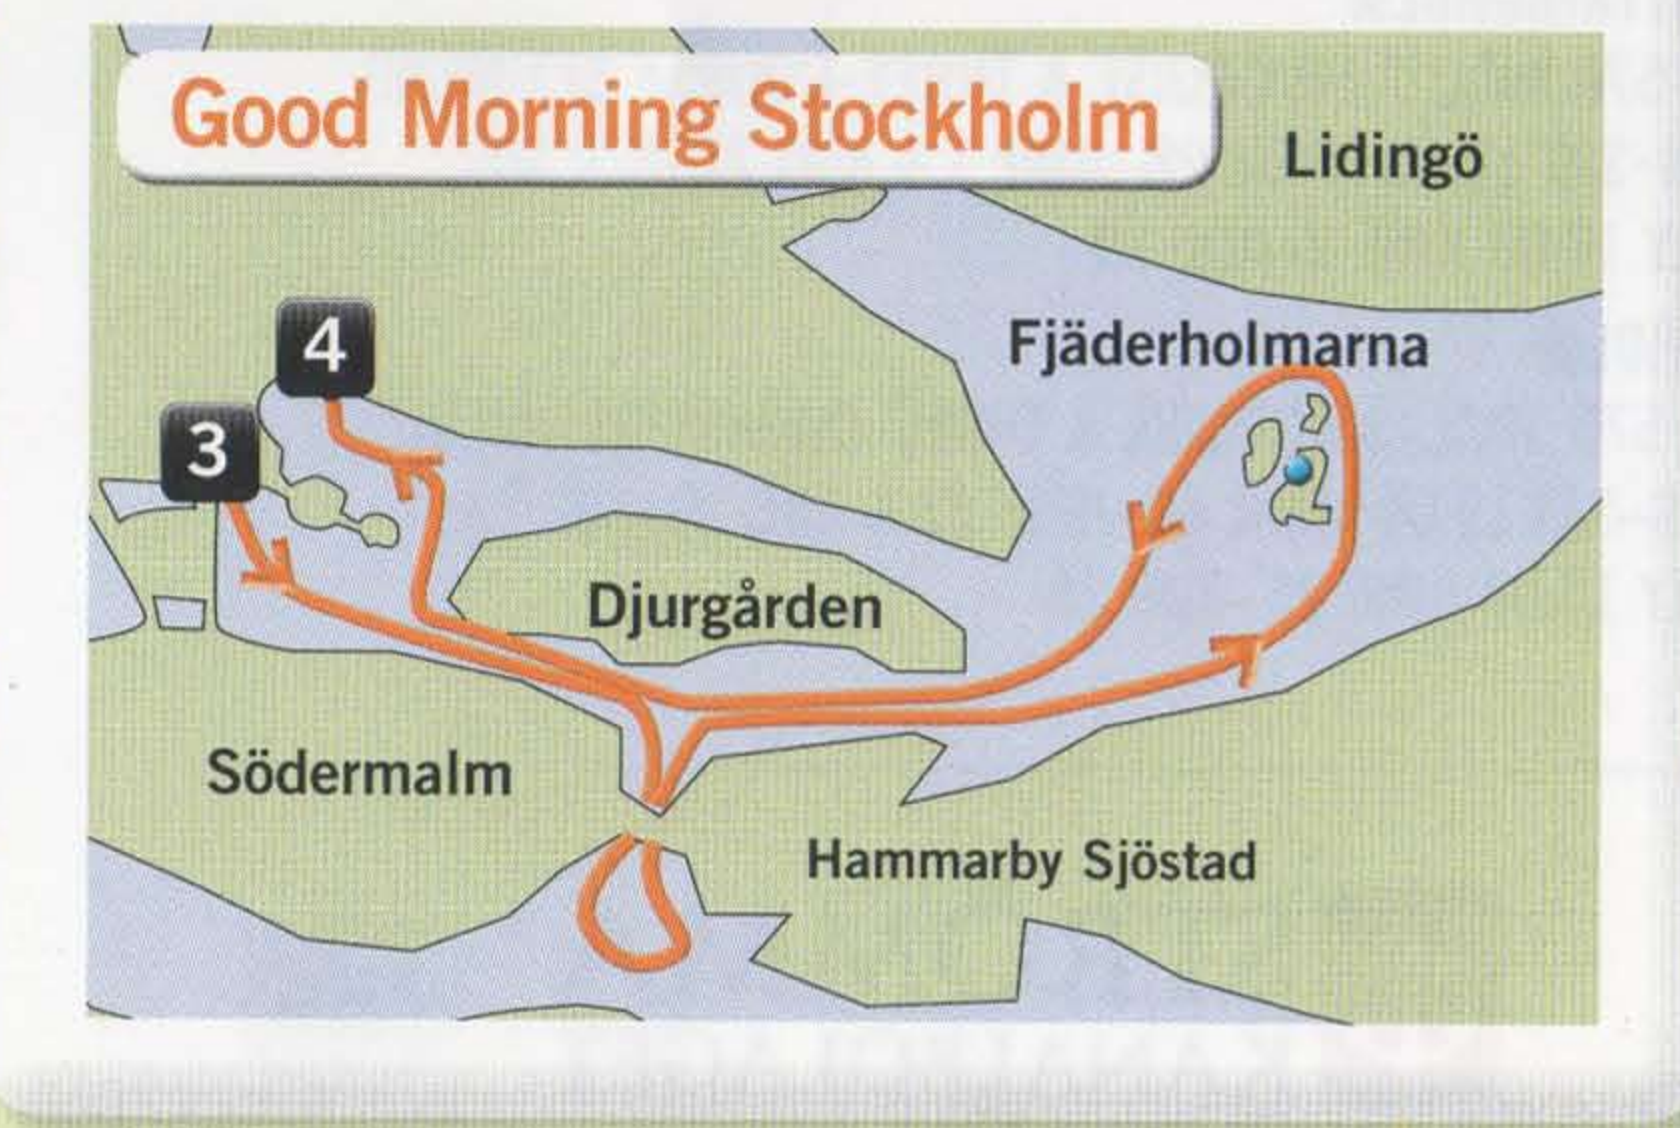 Good Morning Stockholm
Lidingö
Fjäderholmarna
4
3
Djurgården
Södermalm
Hammarby Sjöstad